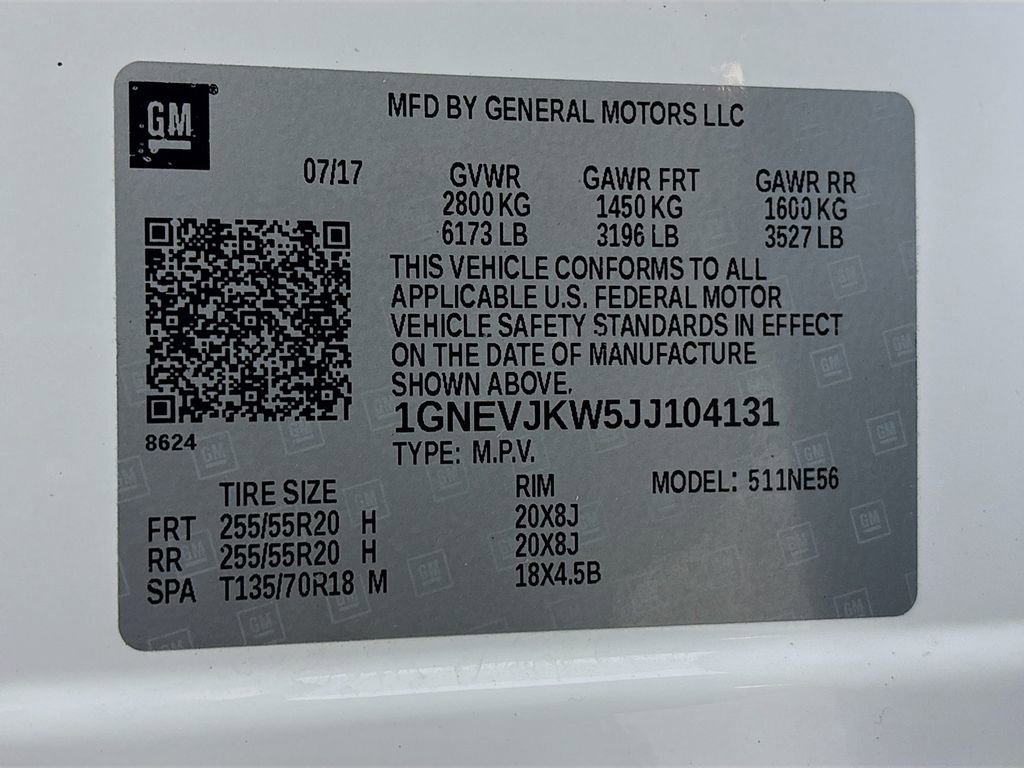 GM
MFD BY GENERAL MOTORS LLC
07/17 GVWR GAWR FRT GAWR RR
2800 KG 1450 KG 1600 KG
6173 LB 3196 LB 3527 LB
THIS VEHICLE CONFORMS TO ALL
APPLICABLE U.S. FEDERAL MOTOR
VEHICLE SAFETY STANDARDS IN EFFECT
ON THE DATE OF MANUFACTURE
SHOWN ABOVE.
1GNEVJKW5JJ104131
8624
TYPE: M.P.V.
TIRE SIZE RIM MODEL: 511NE56
FRT 255/55R20 H 20X8J
RR 255/55R20 H 20X8J
SPA T135/70R18 M 18X4.5B